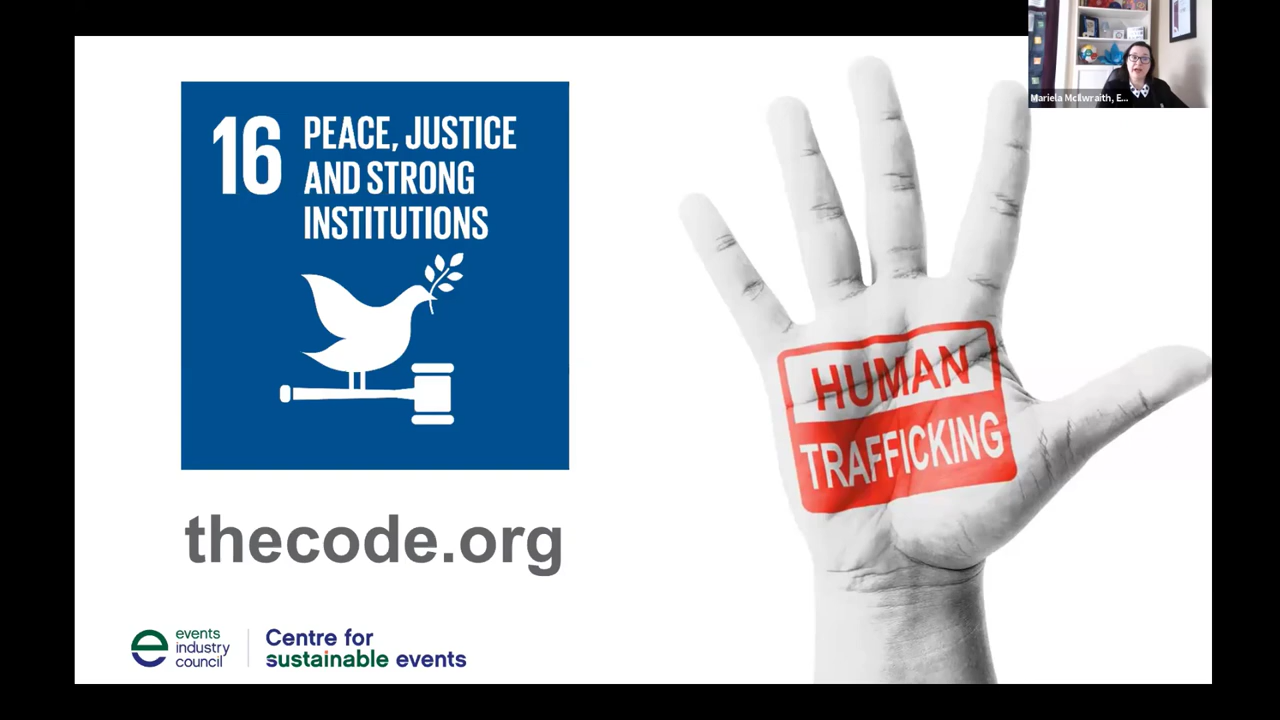 16 PEACE, JUSTICE
AND STRONG
INSTITUTIONS
thecode.org
events
industry
council
Centre for
sustainable events
HUMAN
TRAFFICKING
Mariela McIlwraith, E...